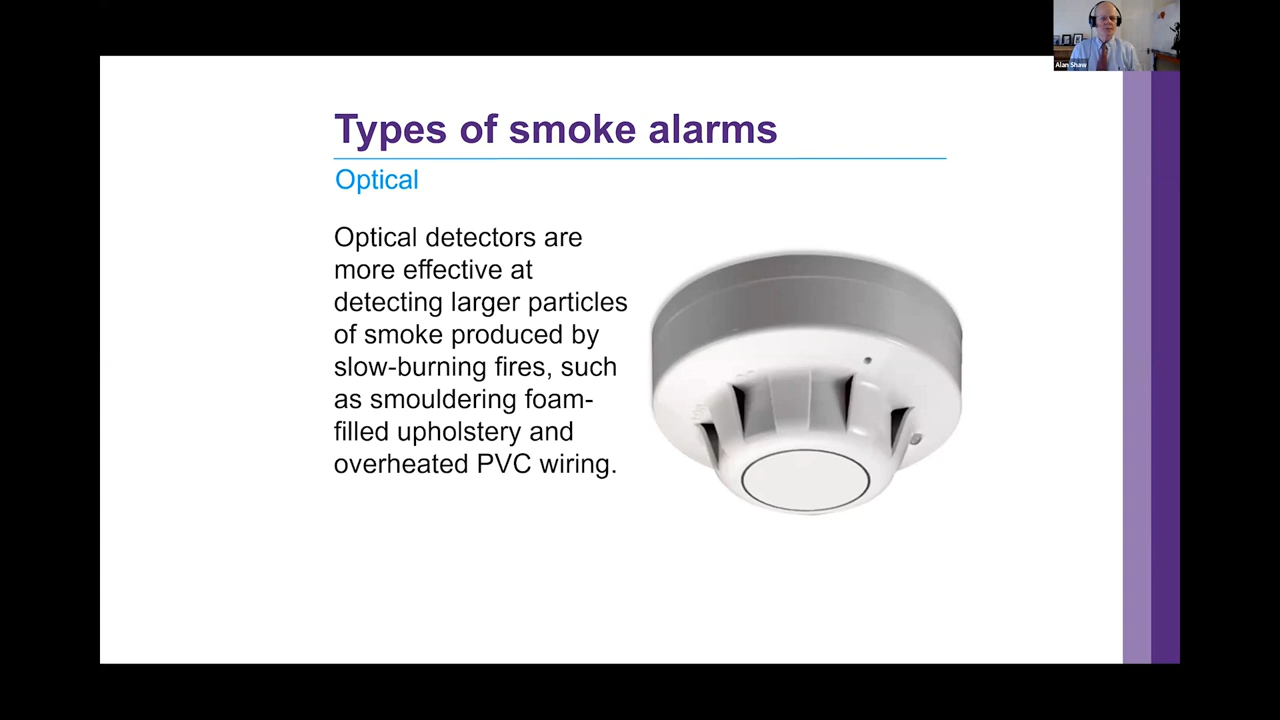 Alan Shaw
Types of smoke alarms
Optical
Optical detectors are
more effective at
detecting larger particles
of smoke produced by
slow-burning fires, such
as smouldering foam-
filled upholstery and
overheated PVC wiring.